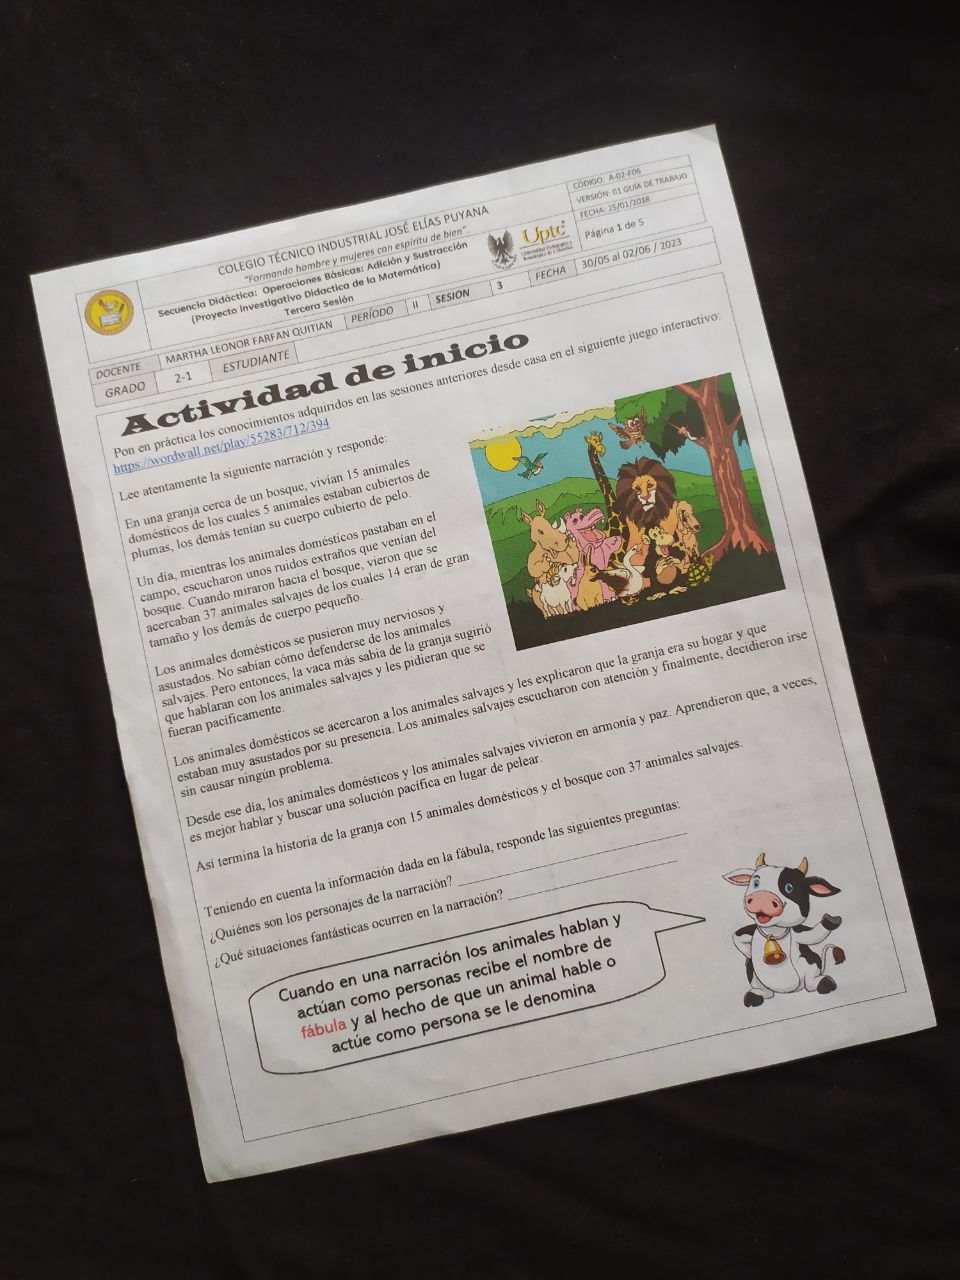 COLEGIO TÉCNICO INDUSTRIAL JOSÉ ELÍAS PUYANA
"Formando hombre y mujeres con espíritu de bien".
Secuencia Didáctica: Operaciones Básicas: Adición y Sustracción
(Proyecto Investigativo Didactica de la Matemática)
Tercera Sesión
Uptc
Universidad Pedagógica y
Tecnológica de Colombia
CÓDIGO: A-02-F06
VERSIÓN: 01 GUÍA DE TRABAJO
FECHA: 25/01/2018
Página 1 de 5
DOCENTE MARTHA LEONOR FARFAN QUITIAN PERÍODO II SESION 3 FECHA 30/05 al 02/06 / 2023
GRADO 2-1 ESTUDIANTE
Actividad de inicio
Pon en práctica los conocimientos adquiridos en las sesiones anteriores desde casa en el siguiente juego interactivo:
https://wordwall.net/play/55283/712/394
Lee atentamente la siguiente narración y responde:
En una granja cerca de un bosque, vivían 15 animales
domésticos de los cuales 5 animales estaban cubiertos de
plumas, los demás tenían su cuerpo cubierto de pelo.
Un día, mientras los animales domésticos pastaban en el
campo, escucharon unos ruidos extraños que venían del
bosque. Cuando miraron hacia el bosque, vieron que se
acercaban 37 animales salvajes de los cuales 14 eran de gran
tamaño y los demás de cuerpo pequeño.
Los animales domésticos se pusieron muy nerviosos y
asustados. No sabían cómo defenderse de los animales
salvajes. Pero entonces, la vaca más sabia de la granja sugirió
que hablaran con los animales salvajes y les pidieran que se
fueran pacíficamente.
Los animales domésticos se acercaron a los animales salvajes y les explicaron que la granja era su hogar y que
estaban muy asustados por su presencia. Los animales salvajes escucharon con atención y finalmente, decidieron irse
sin causar ningún problema.
Desde ese día, los animales domésticos y los animales salvajes vivieron en armonía y paz. Aprendieron que, a veces,
es mejor hablar y buscar una solución pacífica en lugar de pelear.
Así termina la historia de la granja con 15 animales domésticos y el bosque con 37 animales salvajes.
Teniendo en cuenta la información dada en la fábula, responde las siguientes preguntas:
¿Quiénes son los personajes de la narración?
¿Qué situaciones fantásticas ocurren en la narración?
Cuando en una narración los animales hablan y
actúan como personas recibe el nombre de
fábula y al hecho de que un animal hable o
actúe como persona se le denomina